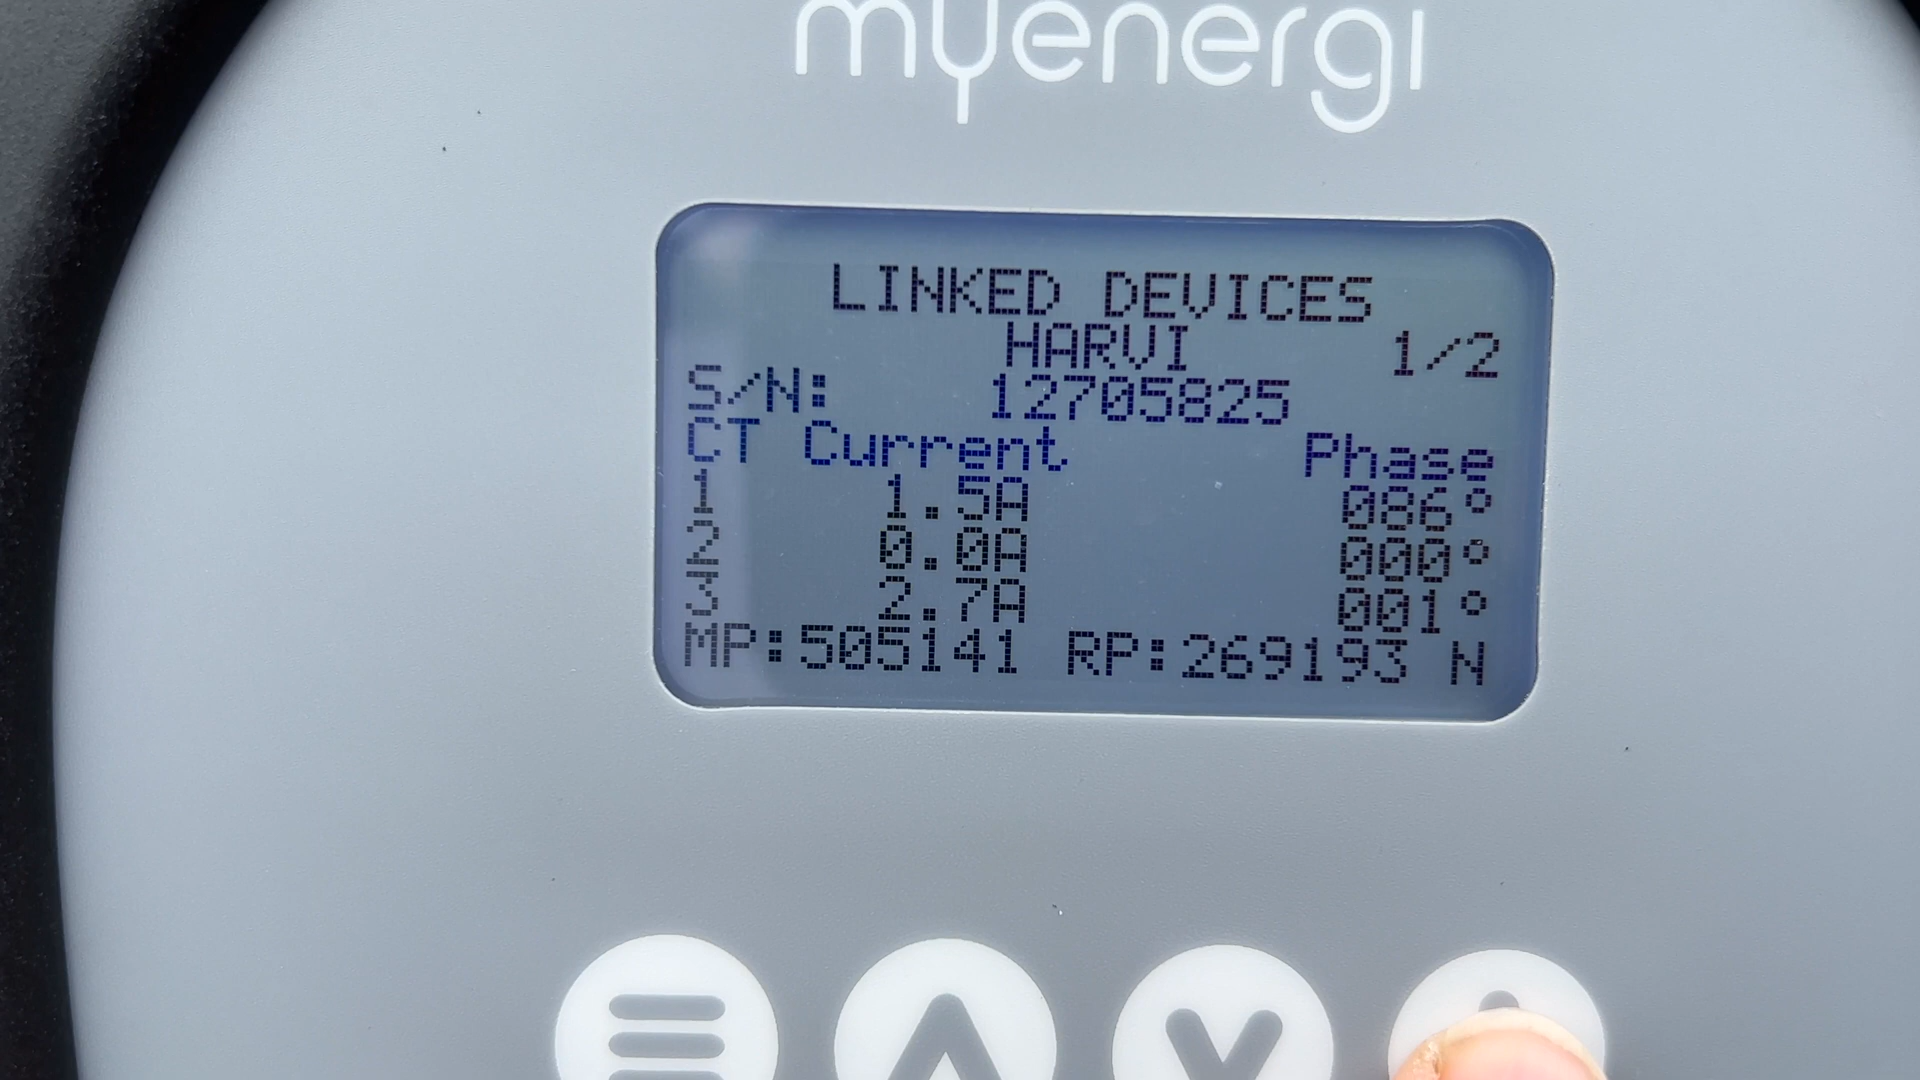 myenergi
LINKED DEVICES
HARVI 1/2
S/N: 12705825
CT Current Phase
1 1.5A 086°
2 0.0A 000°
3 2.7A 001°
MP:505141 RP:269193 N